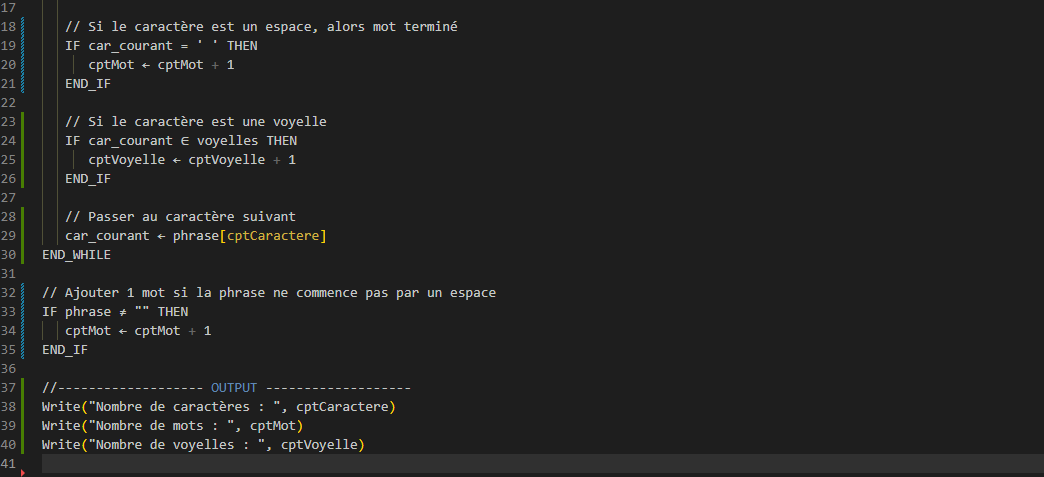 17
18 // Si le caractère est un espace, alors mot terminé
19 IF car_courant = ' ' THEN
20 cptMot ← cptMot + 1
21 END_IF
22
23 // Si le caractère est une voyelle
24 IF car_courant ∈ voyelles THEN
25 cptVoyelle ← cptVoyelle + 1
26 END_IF
27
28 // Passer au caractère suivant
29 car_courant ← phrase[cptCaractere]
30 END_WHILE
31
32 // Ajouter 1 mot si la phrase ne commence pas par un espace
33 IF phrase ≠ "" THEN
34 cptMot ← cptMot + 1
35 END_IF
36
37 //------------------- OUTPUT -------------------
38 Write("Nombre de caractères : ", cptCaractere)
39 Write("Nombre de mots : ", cptMot)
40 Write("Nombre de voyelles : ", cptVoyelle)
41